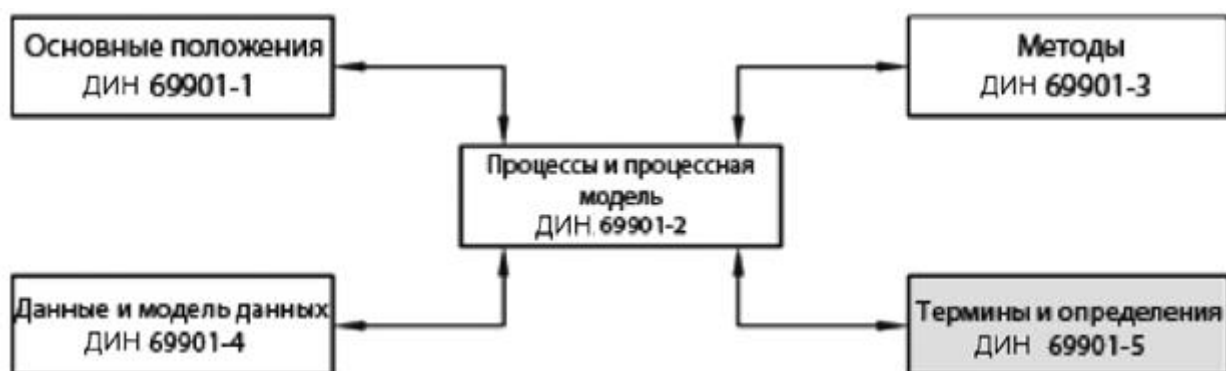 Основные положения
ДИН 69901-1
Методы
ДИН 69901-3
Процессы и процессная
модель
ДИН. 69901-2
Данные и модель данных
ДИН 69901-4
Термины и определения
ДИН 69901-5